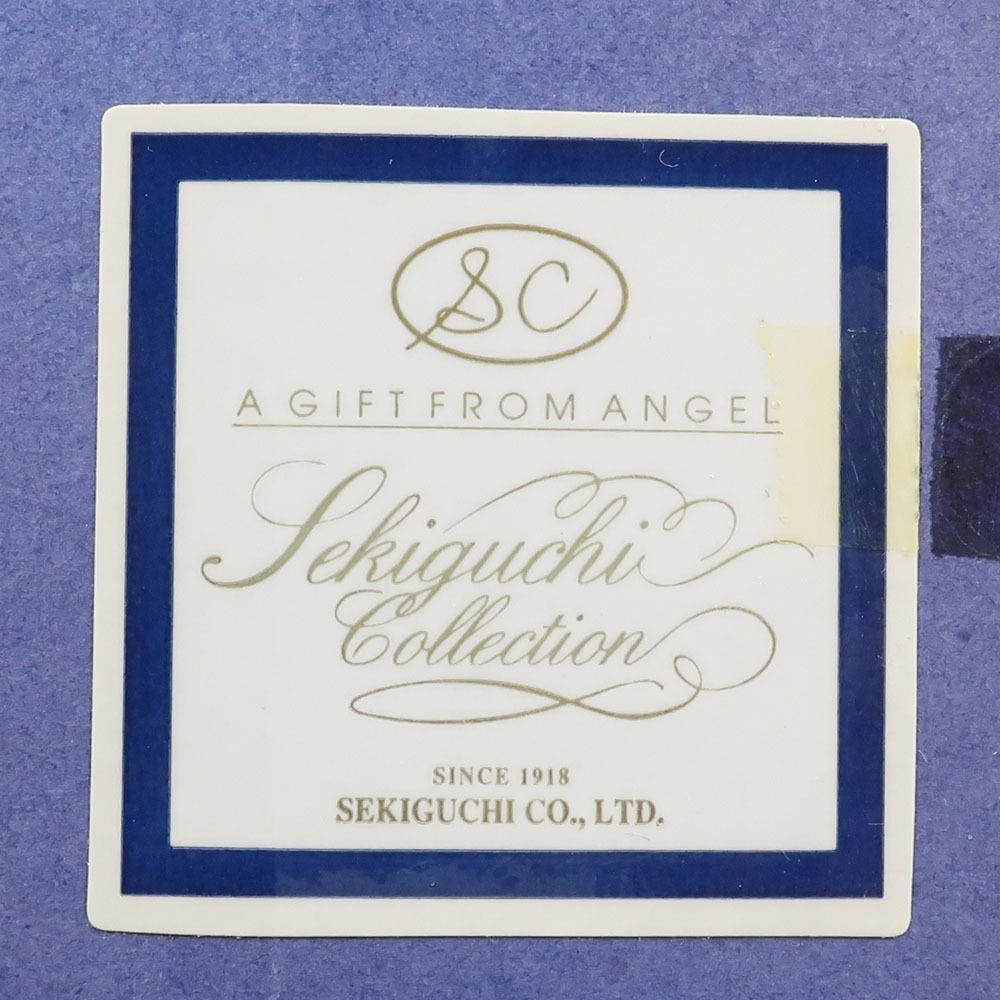 SC
A GIFT FROM ANGEL
Sekiguchi
Collection
SINCE 1918
SEKIGUCHI CO., LTD.